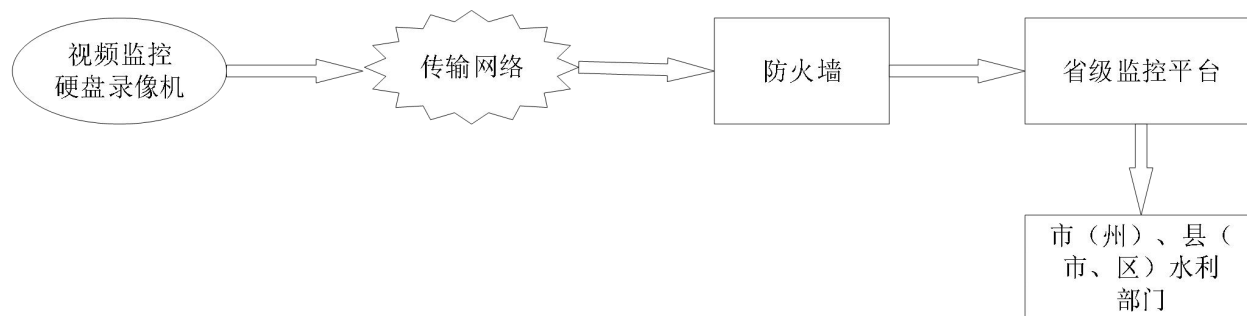 视频监控
硬盘录像机
传输网络
防火墙
省级监控平台
市（州）、县（
市、区）水利
部门